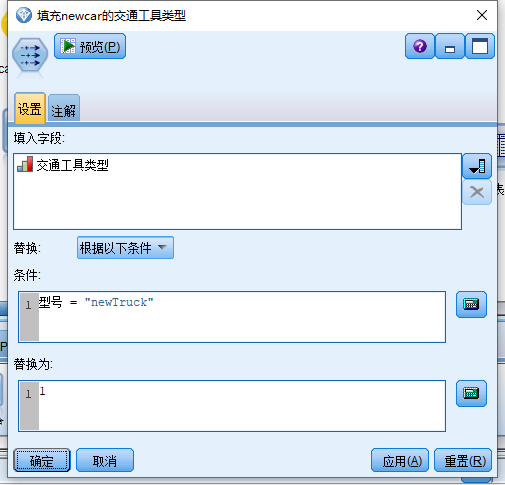 填充newcar的交通工具类型
预览(P)
设置
注解
填入字段:
交通工具类型
替换:
根据以下条件
条件:
1
型号 = "newTruck"
替换为:
1
1
确定
取消
应用(A)
重置(R)
ca
表
P